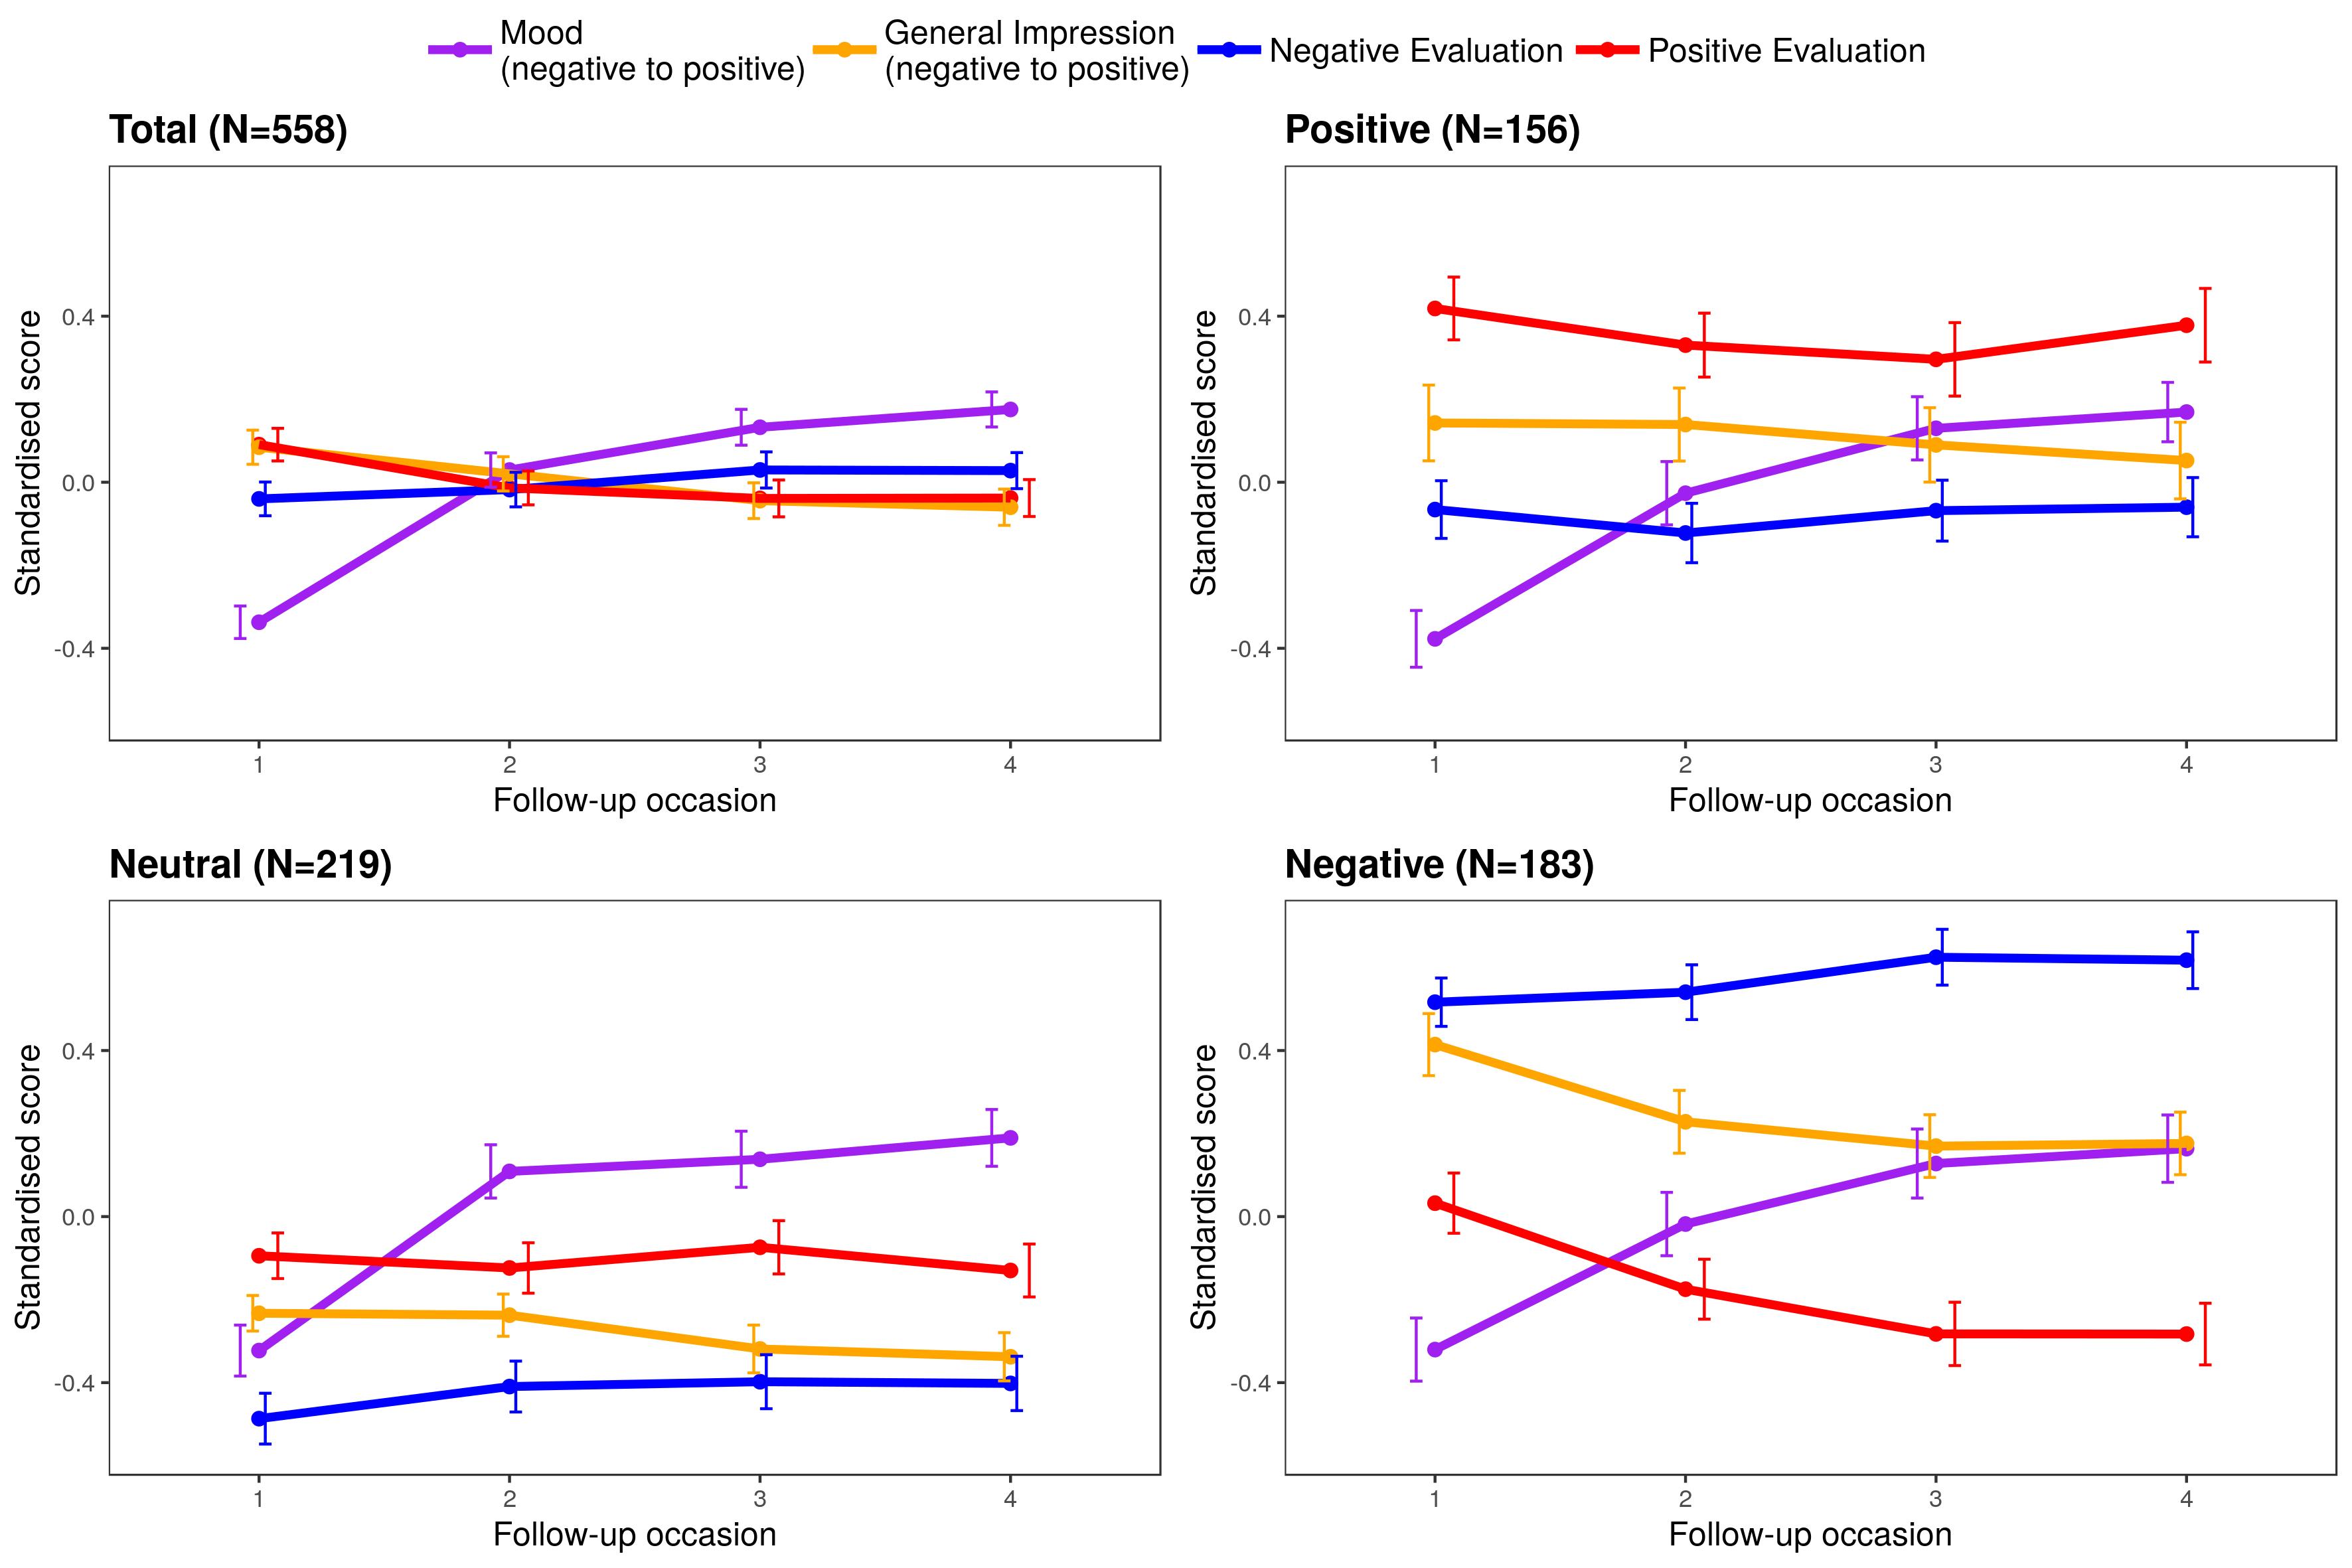 Mood
(negative to positive)
General Impression
(negative to positive)
Negative Evaluation
Positive Evaluation
Total (N=558)
Standardised score
0.4
0.0
-0.4
1 2 3 4
Follow-up occasion
Positive (N=156)
Standardised score
0.4
0.0
-0.4
1 2 3 4
Follow-up occasion
Neutral (N=219)
Standardised score
0.4
0.0
-0.4
1 2 3 4
Follow-up occasion
Negative (N=183)
Standardised score
0.4
0.0
-0.4
1 2 3 4
Follow-up occasion